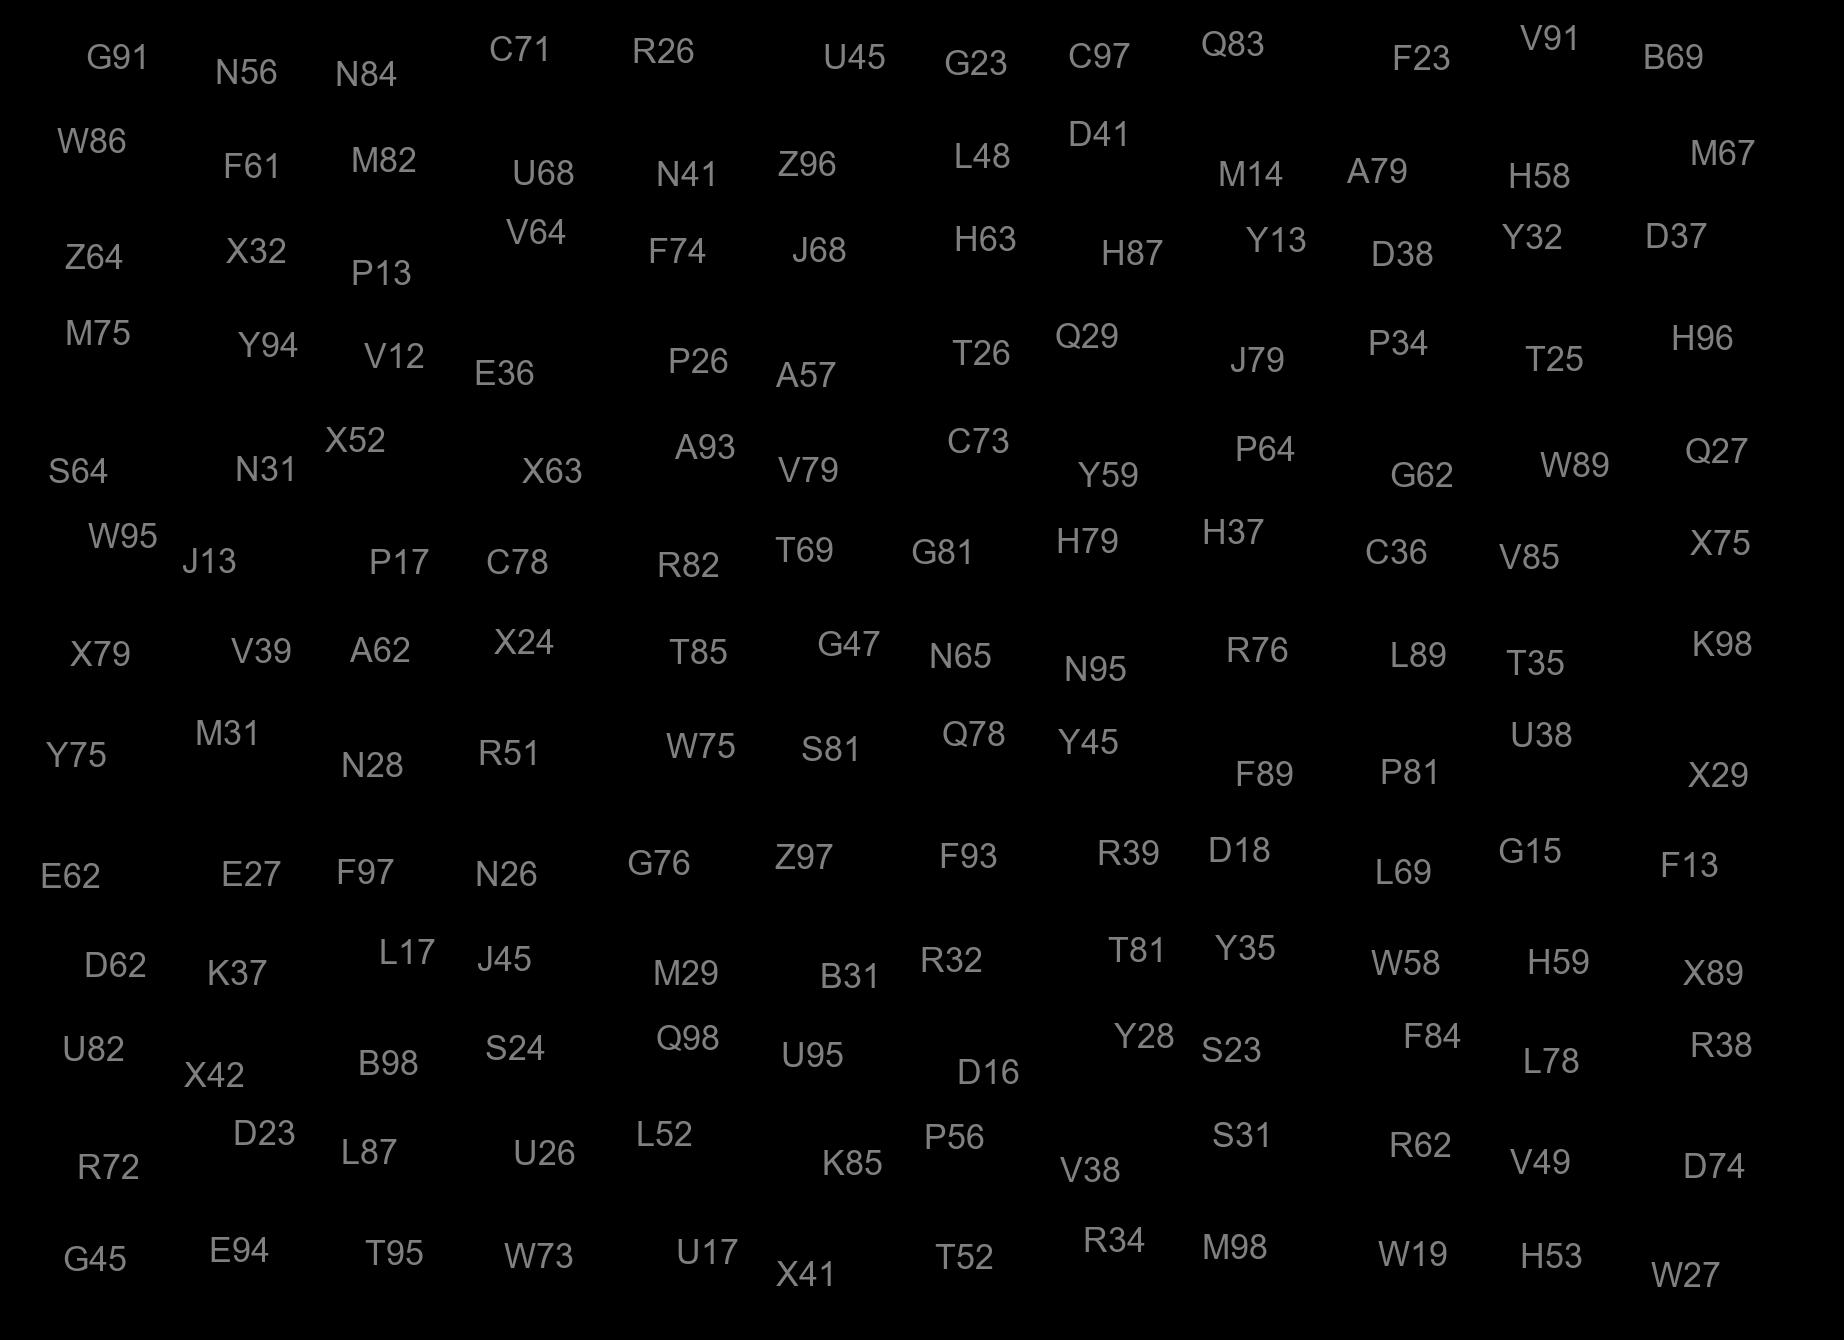 G91 N56 N84 C71 R26 U45 G23 C97 Q83 F23 V91 B69
W86 F61 M82 U68 N41 Z96 L48 D41 M14 A79 H58 M67
Z64 X32 P13 V64 F74 J68 H63 H87 Y13 D38 Y32 D37
M75 Y94 V12 E36 P26 A57 T26 Q29 J79 P34 T25 H96
S64 N31 X52 X63 A93 V79 C73 Y59 P64 G62 W89 Q27
W95 J13 P17 C78 R82 T69 G81 H79 H37 C36 V85 X75
X79 V39 A62 X24 T85 G47 N65 N95 R76 L89 T35 K98
Y75 M31 N28 R51 W75 S81 Q78 Y45 F89 P81 U38 X29
E62 E27 F97 N26 G76 Z97 F93 R39 D18 L69 G15 F13
D62 K37 L17 J45 M29 B31 R32 T81 Y35 W58 H59 X89
U82 X42 B98 S24 Q98 U95 D16 Y28 S23 F84 L78 R38
R72 D23 L87 U26 L52 K85 P56 V38 S31 R62 V49 D74
G45 E94 T95 W73 U17 X41 T52 R34 M98 W19 H53 W27